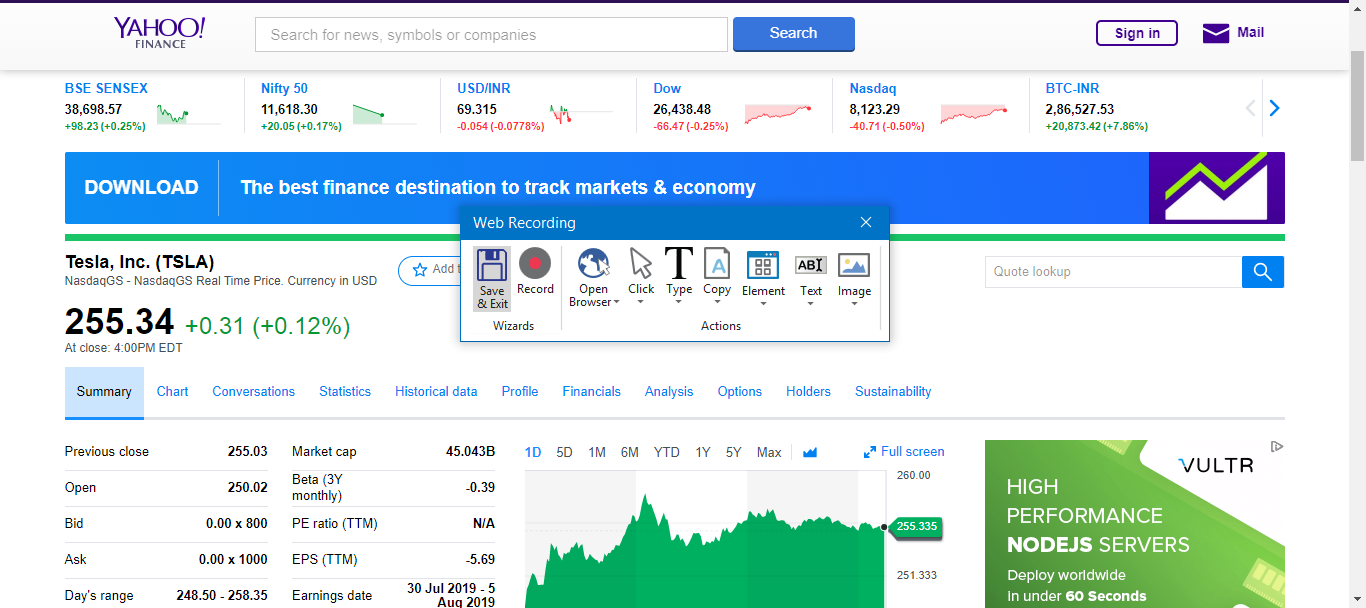 YAHOO!
FINANCE
Search for news, symbols or companies
Search
Sign in
Mail
BSE SENSEX
38,698.57
+98.23 (+0.25%)
Nifty 50
11,618.30
+20.05 (+0.17%)
USD/INR
69.315
-0.054 (-0.0778%)
Dow
26,438.48
-66.47 (-0.25%)
Nasdaq
8,123.29
-40.71 (-0.50%)
BTC-INR
2,86,527.53
+20,873.42 (+7.86%)
DOWNLOAD
The best finance destination to track markets & economy
Web Recording
Save
& Exit
Record
Wizards
Open
Browser
Click
Type
Copy
Element
Text
Image
Actions
T
A
AB
Tesla, Inc. (TSLA)
NasdaqGS - NasdaqGS Real Time Price. Currency in USD
Add t
Quote lookup
255.34 +0.31 (+0.12%)
At close: 4:00PM EDT
Summary
Chart
Conversations
Statistics
Historical data
Profile
Financials
Analysis
Options
Holders
Sustainability
Previous close 255.03
Open 250.02
Bid 0.00 x 800
Ask 0.00 x 1000
Day's range 248.50 - 258.35
Market cap 45.043B
Beta (3Y
monthly) -0.39
PE ratio (TTM) N/A
EPS (TTM) -5.69
Earnings date 30 Jul 2019 - 5
Aug 2019
1D 5D 1M 6M YTD 1Y 5Y Max
Full screen
260.00
255.335
251.333
VULTR
HIGH
PERFORMANCE
NODEJS SERVERS
Deploy worldwide
In under 60 Seconds